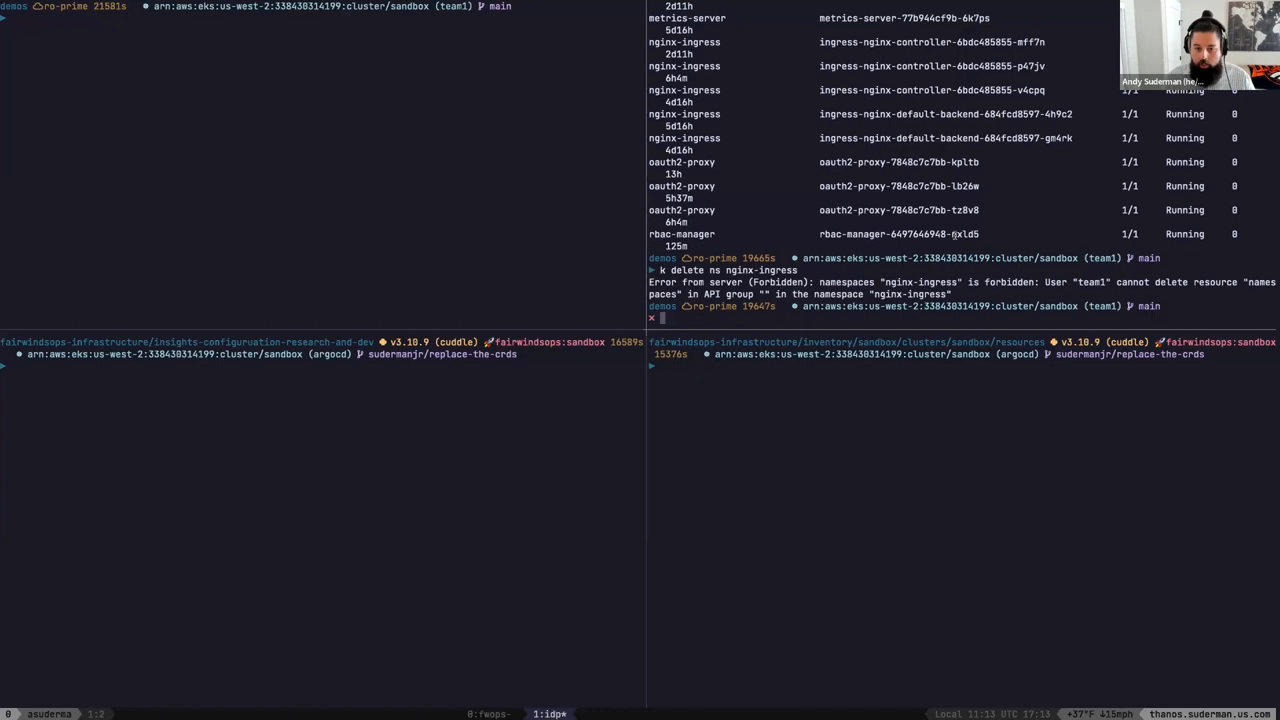 demos ro-prime 21581s arn:aws:eks:us-west-2:338430314199:cluster/sandbox (team1) main
2d11h
metrics-server metrics-server-77b944cf9b-6k7ps
5d16h
nginx-ingress ingress-nginx-controller-6bdc485855-mff7n
2d11h
nginx-ingress ingress-nginx-controller-6bdc485855-p47jv
6h4m
nginx-ingress ingress-nginx-controller-6bdc485855-v4cpq 1/1 Running 0
4d16h
nginx-ingress ingress-nginx-default-backend-684fcd8597-4h9c2 1/1 Running 0
5d16h
nginx-ingress ingress-nginx-default-backend-684fcd8597-gm4rk 1/1 Running 0
4d16h
oauth2-proxy oauth2-proxy-7848c7c7bb-kpltb 1/1 Running 0
13h
oauth2-proxy oauth2-proxy-7848c7c7bb-lb26w 1/1 Running 0
5h37m
oauth2-proxy oauth2-proxy-7848c7c7bb-tz8v8 1/1 Running 0
6h4m
rbac-manager 1/1 Running 0
125m
demos ro-prime 19665s arn:aws:eks:us-west-2:338430314199:cluster/sandbox (team1) main
k delete ns nginx-ingress
Error from server (Forbidden): namespaces "nginx-ingress" is forbidden: User "team1" cannot delete resource "names
paces" in API group "" in the namespace "nginx-ingress"
demos ro-prime 19647s arn:aws:eks:us-west-2:338430314199:cluster/sandbox (team1) main
Andy Suderman (he/...
fairwindsops-infrastructure/insights-configuruation-research-and-dev v3.10.9 (cuddle) fairwindsops:sandbox 16589s
arn:aws:eks:us-west-2:338430314199:cluster/sandbox (argocd) sudermanjr/replace-the-crds
fairwindsops-infrastructure/inventory/sandbox/clusters/sandbox/resources v3.10.9 (cuddle) fairwindsops:sandbox
15376s arn:aws:eks:us-west-2:338430314199:cluster/sandbox (argocd) sudermanjr/replace-the-crds
0 asuderma 1:2 0:fwops- 1:idp* Local 11:13 UTC 17:13 +37°F ↓15mph thanos.suderman.us.com